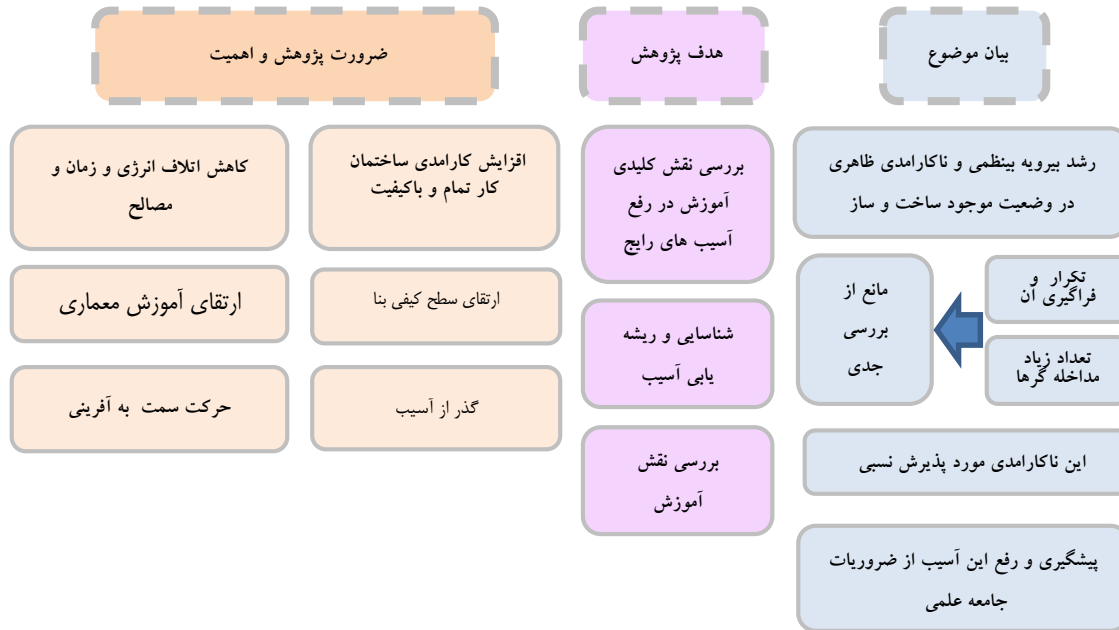 بیان موضوع
رشد بیرویه بینظمی و ناکارامدی ظاهری
در وضعیت موجود ساخت و ساز
تکرار و
فراگیری آن
تعداد زیاد
مداخله گرها
مانع از
بررسی
جدی
این ناکارامدی مورد پذیرش نسبی
پیشگیری و رفع این آسیب از ضروریات
جامعه علمی
هدف پژوهش
بررسی نقش کلیدی
آموزش در رفع
آسیب های رایج
شناسایی و ریشه
یابی آسیب
بررسی نقش
آموزش
ضرورت پژوهش و اهمیت
اقزایش کارامدی ساختمان
کار تمام و باکیفیت
ارتقای سطح کیفی بنا
گذر از آسیب
کاهش اتلاف انرژی و زمان و
مصالح
ارتقای آموزش معماری
حرکت سمت به آفرینی